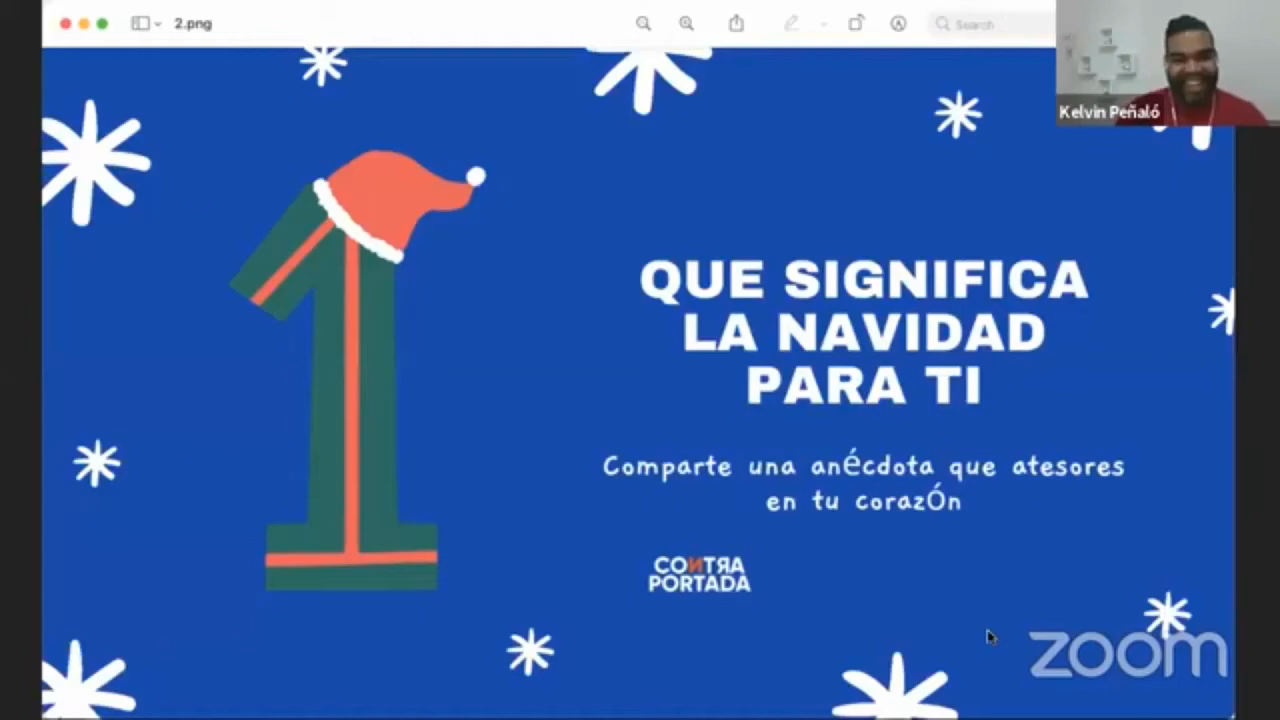 2.png
Search
Kelvin Peñaló
1
QUE SIGNIFICA
LA NAVIDAD
PARA TI
Comparte una anécdota que atesores
en tu corazÓn
CONTRA
PORTADA
zoom